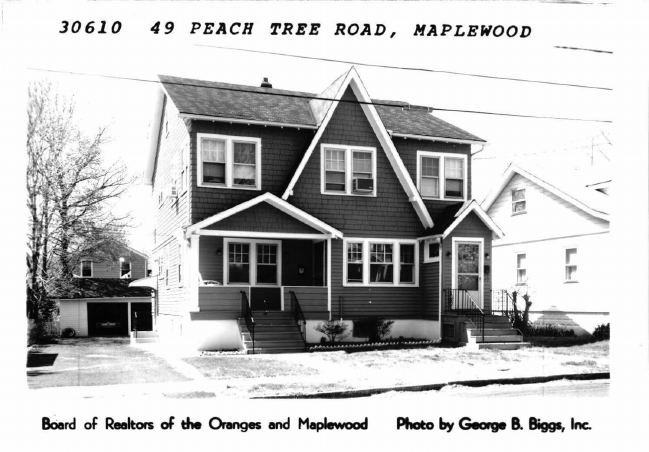 30610 49 PEACH TREE ROAD, MAPLEWOOD
Board of Realtors of the Oranges and Maplewood Photo by George B. Biggs, Inc.